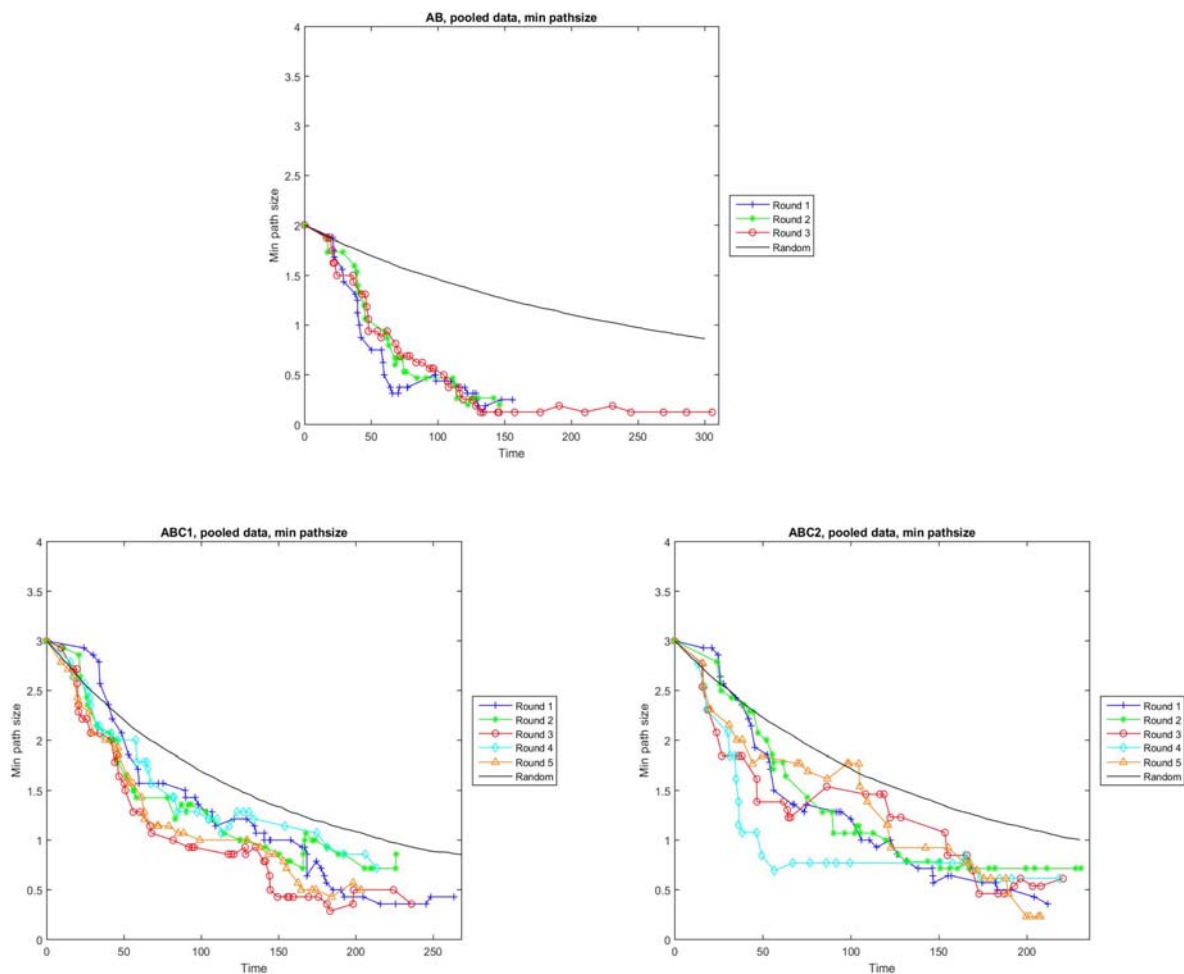 AB, pooled data, min pathsize
4
3.5
3
2.5
2
1.5
1
0.5
0
Min path size
0 50 100 150 200 250 300
Time
Round 1
Round 2
Round 3
Random
ABC1, pooled data, min pathsize
4
3.5
3
2.5
2
1.5
1
0.5
0
Min path size
0 50 100 150 200 250
Time
Round 1
Round 2
Round 3
Round 4
Round 5
Random
ABC2, pooled data, min pathsize
4
3.5
3
2.5
2
1.5
1
0.5
0
Min path size
0 50 100 150 200
Time
Round 1
Round 2
Round 3
Round 4
Round 5
Random